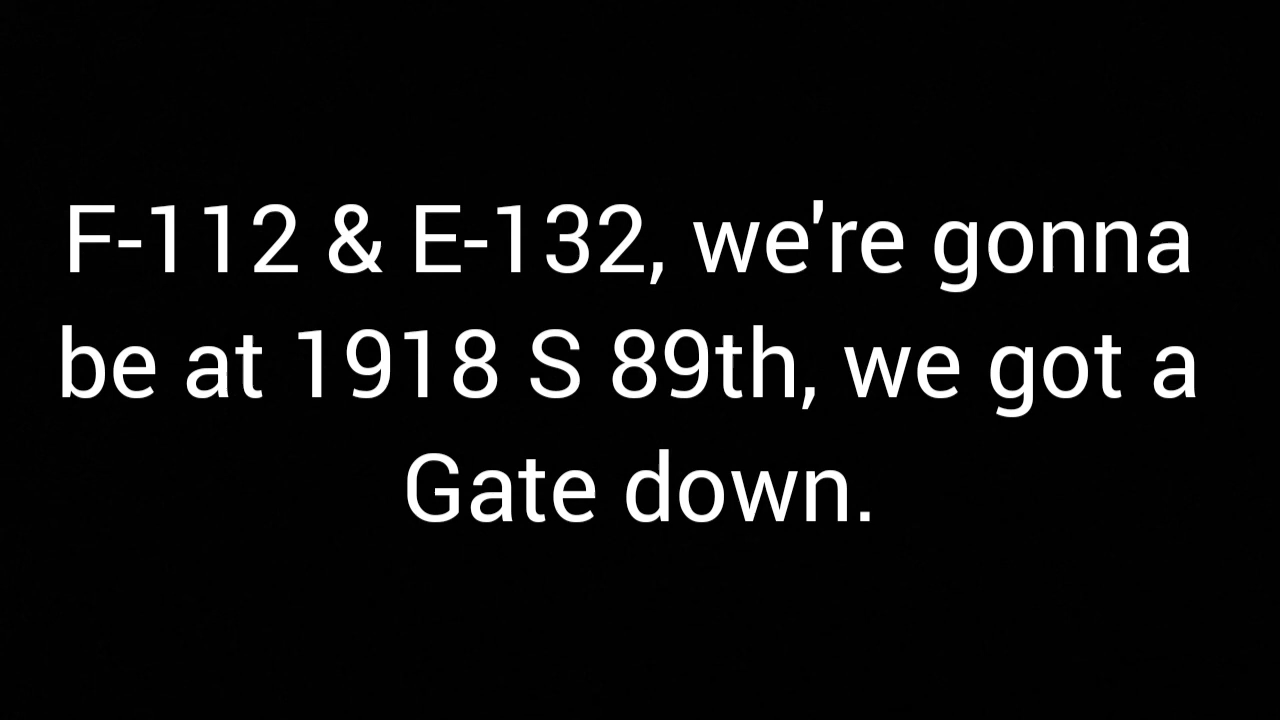 F-112 & E-132, we're gonna
be at 1918 S 89th, we got a
Gate down.